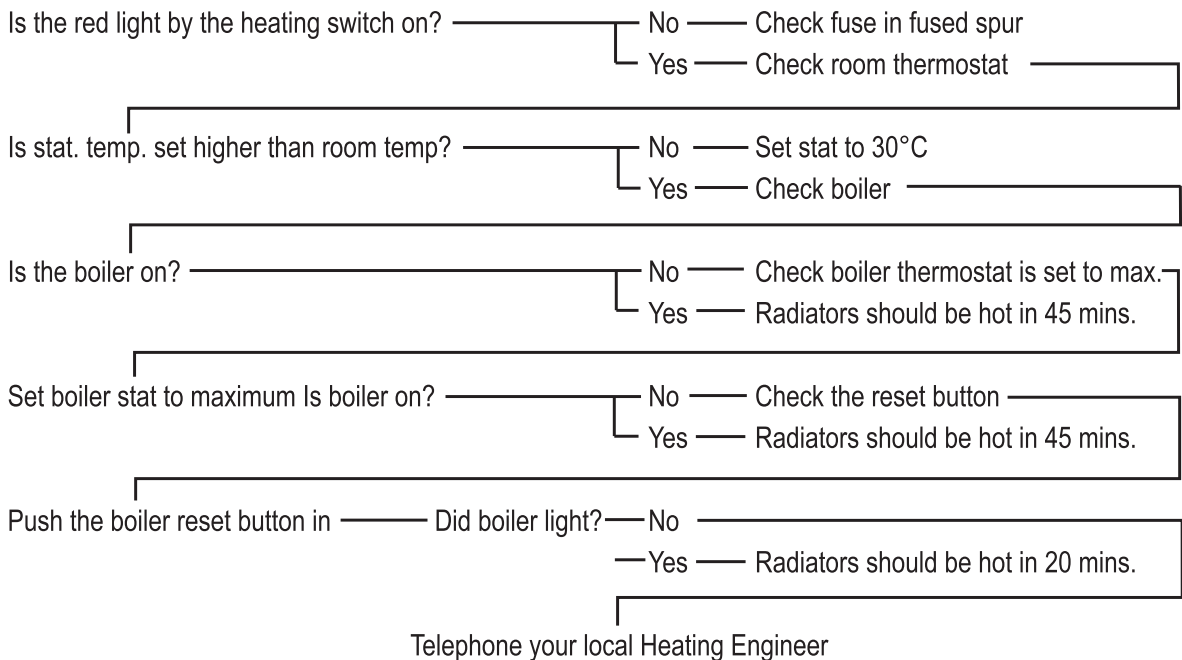 Is the red light by the heating switch on? No Check fuse in fused spur
Yes Check room thermostat
Is stat. temp. set higher than room temp? No Set stat to 30°C
Yes Check boiler
Is the boiler on? No Check boiler thermostat is set to max.
Yes Radiators should be hot in 45 mins.
Set boiler stat to maximum Is boiler on? No Check the reset button
Yes Radiators should be hot in 45 mins.
Push the boiler reset button in Did boiler light? No
Yes Radiators should be hot in 20 mins.
Telephone your local Heating Engineer